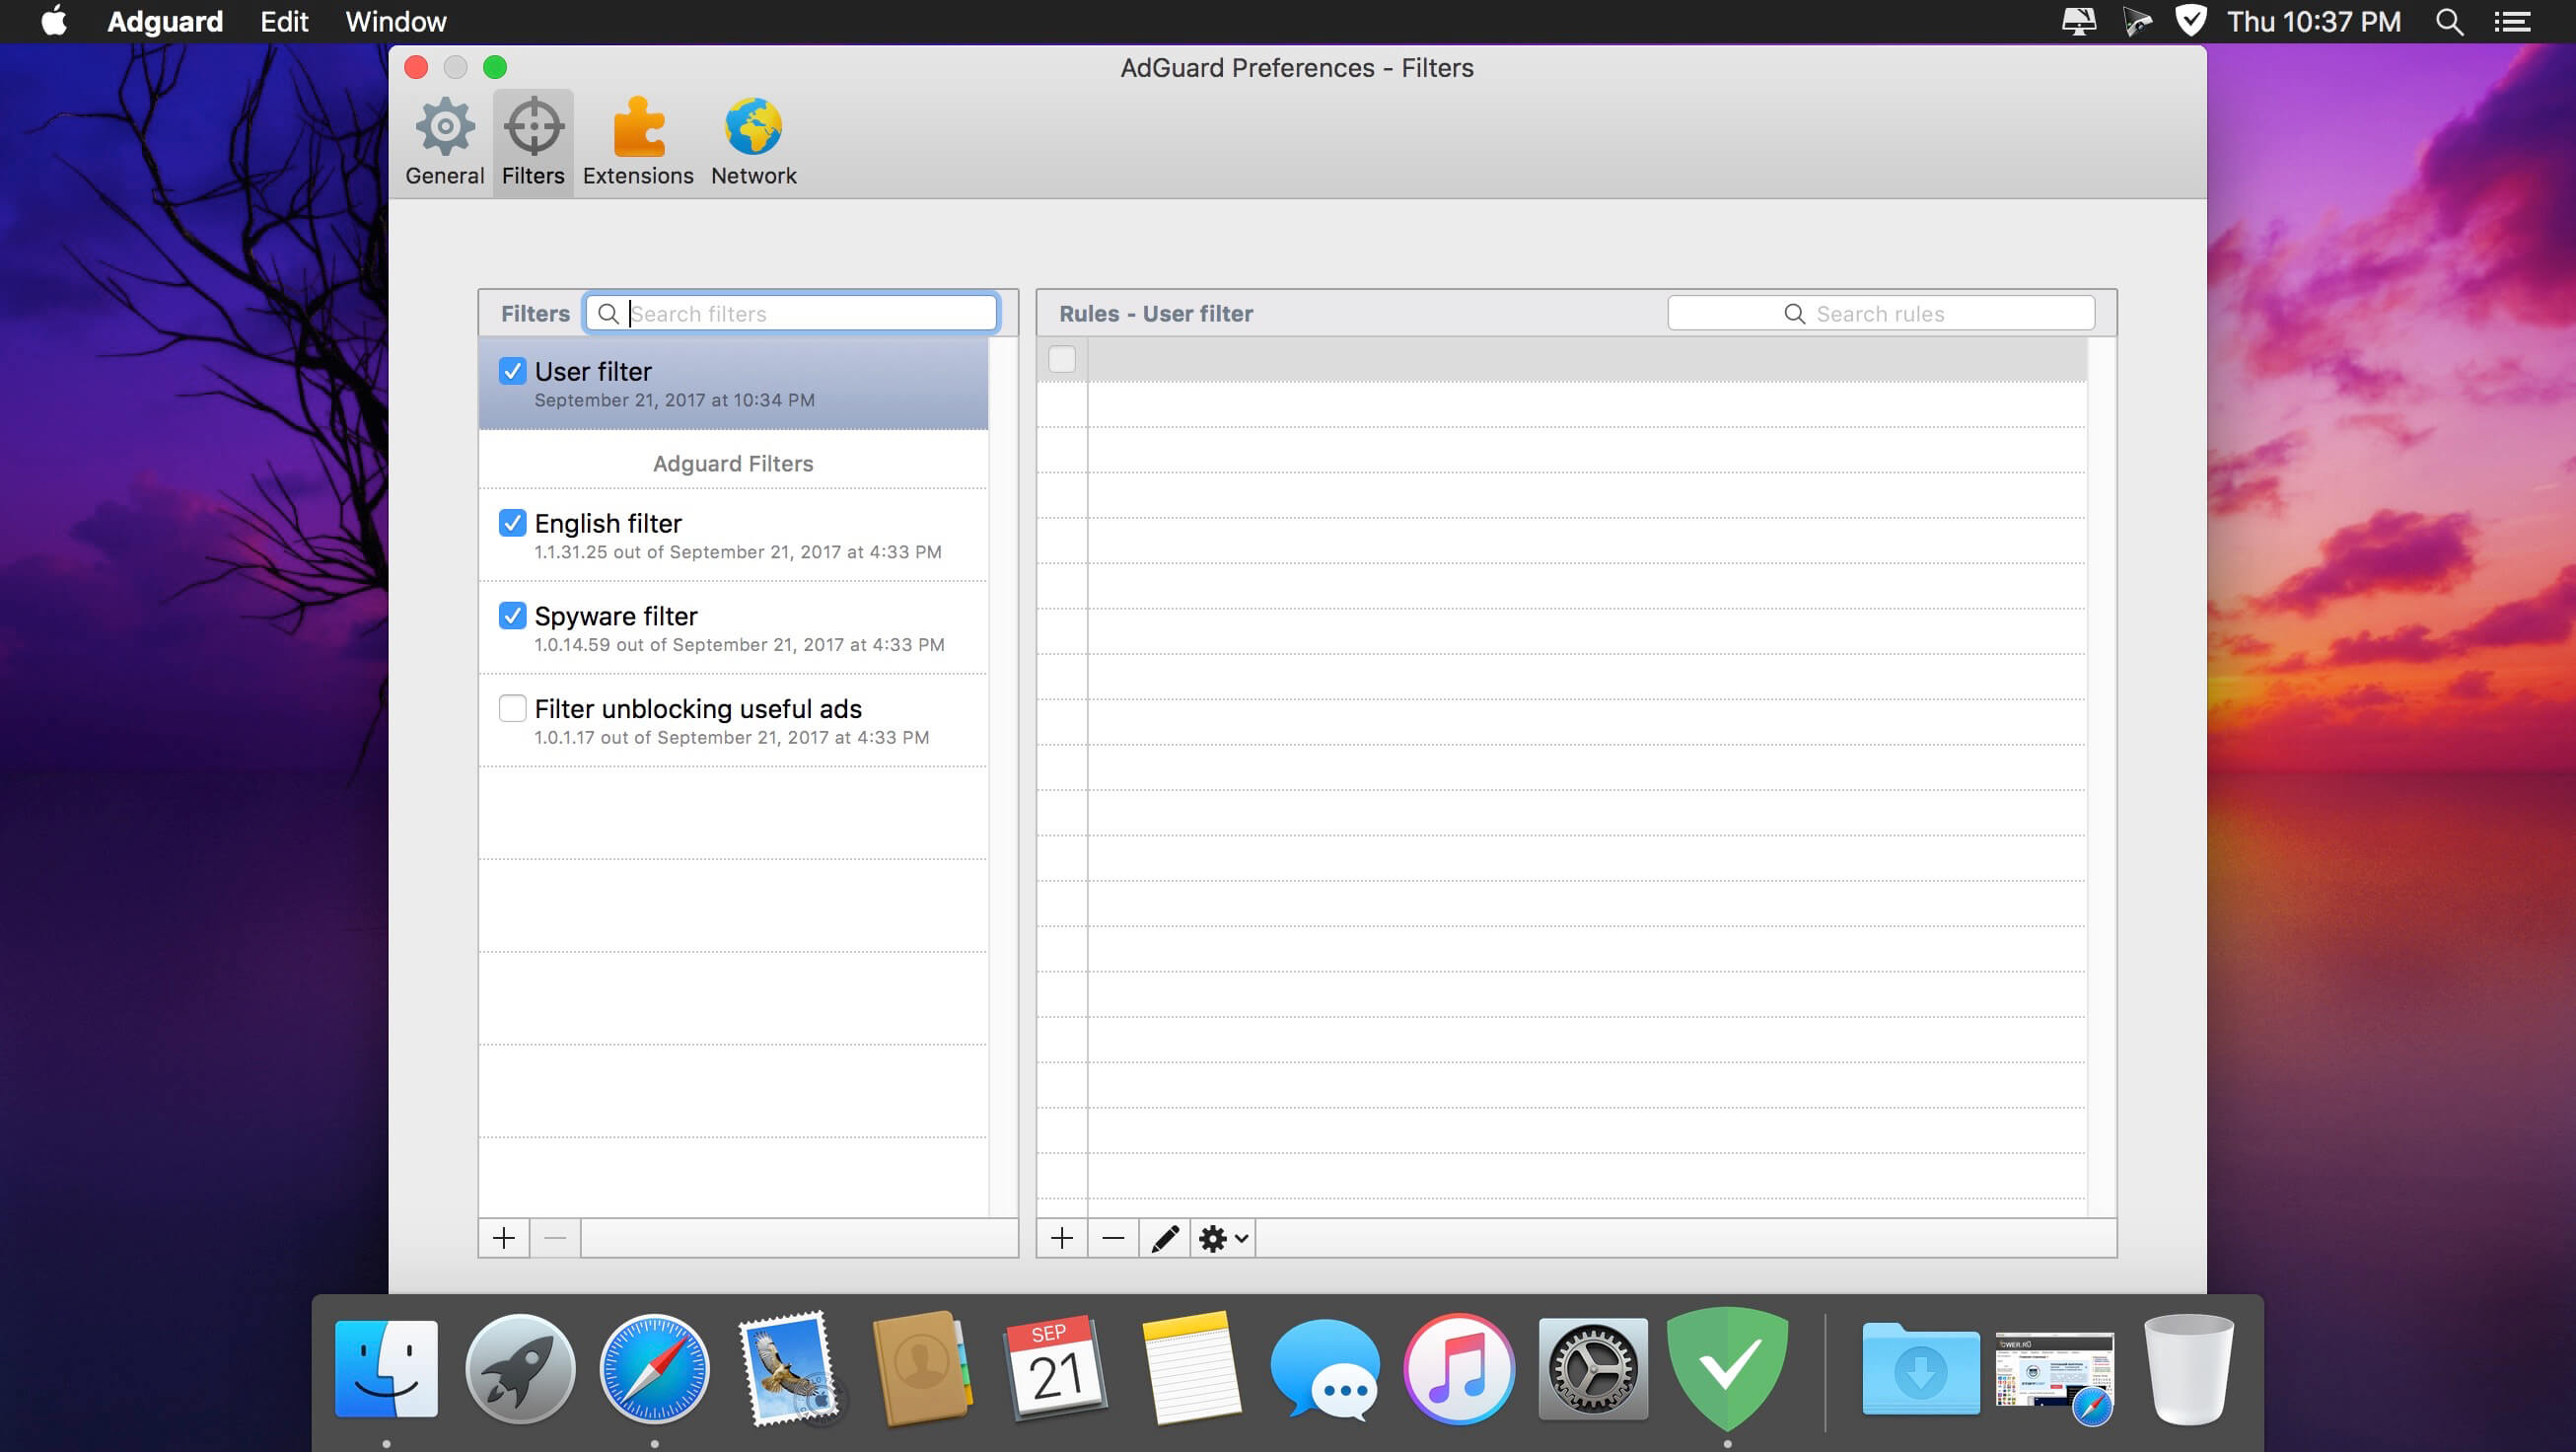 Adguard Edit Window Thu 10:37 PM
AdGuard Preferences - Filters
General Filters Extensions Network
Filters Search filters
Rules - User filter Search rules
User filter
September 21, 2017 at 10:34 PM
Adguard Filters
English filter
1.1.31.25 out of September 21, 2017 at 4:33 PM
Spyware filter
1.0.14.59 out of September 21, 2017 at 4:33 PM
Filter unblocking useful ads
1.0.1.17 out of September 21, 2017 at 4:33 PM
SEP
21